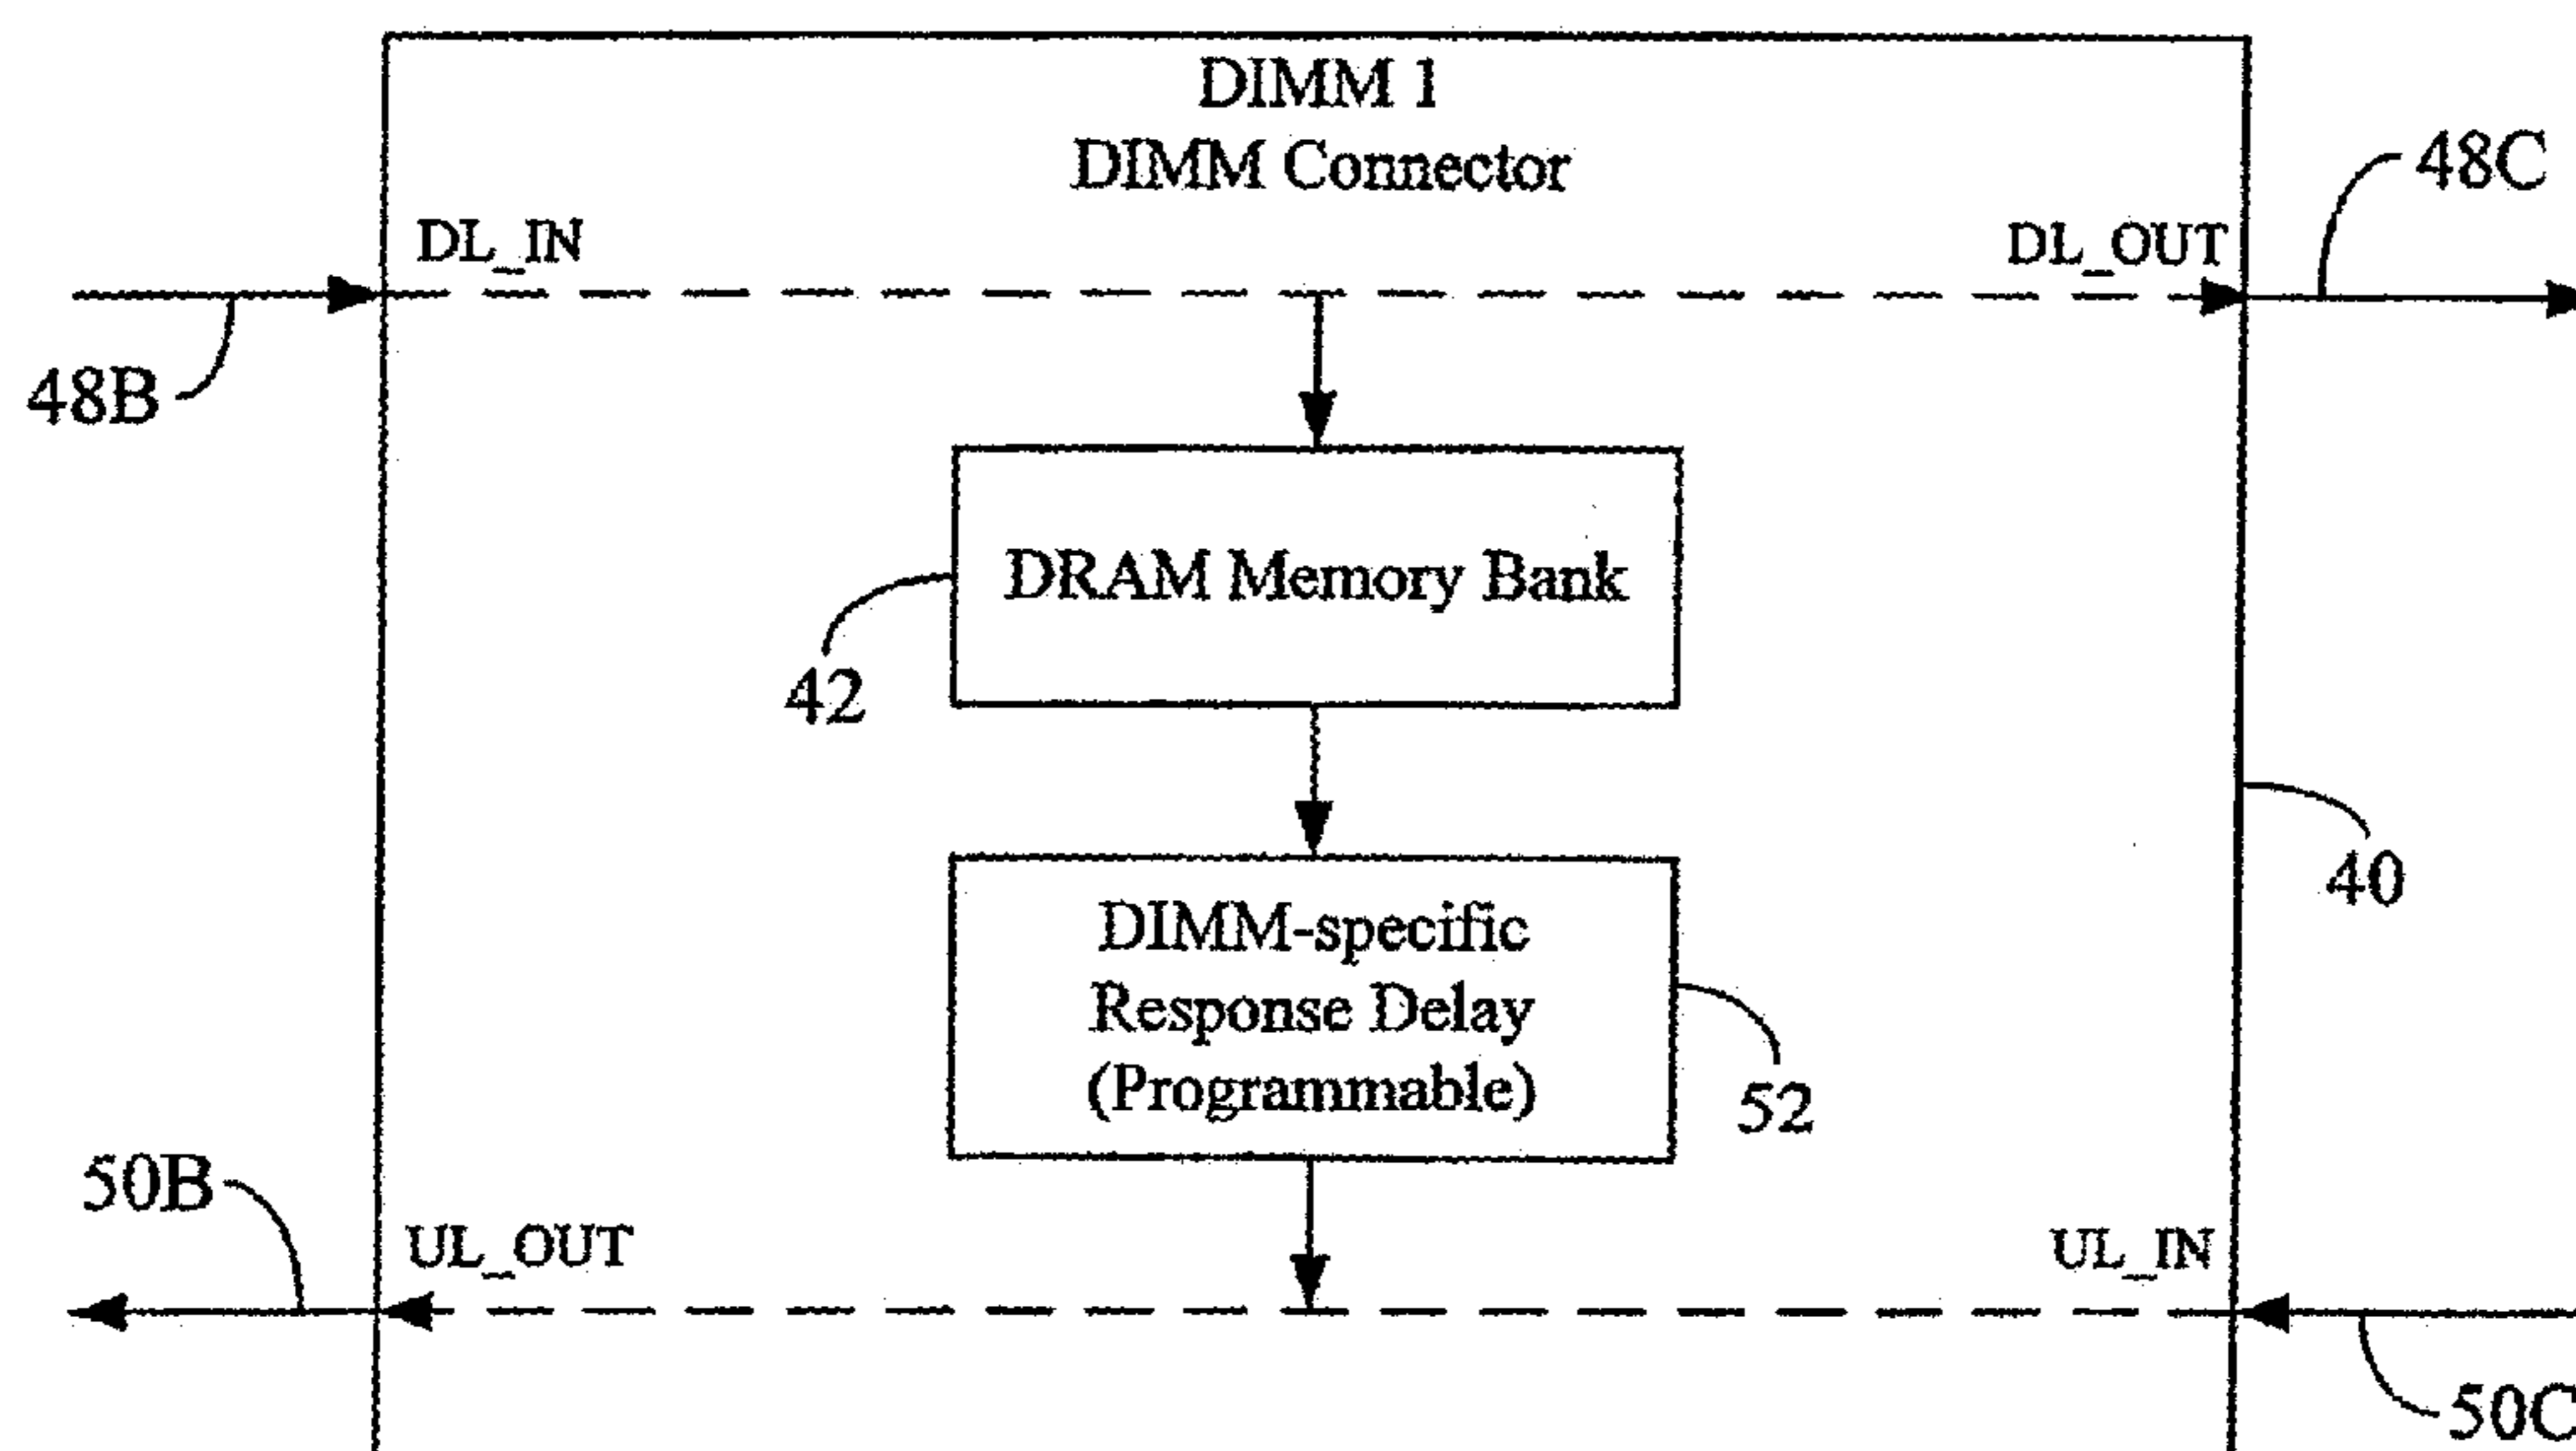 DIMM 1
DIMM Connector
48C
DL_IN
DL_OUT
48B
DRAM Memory Bank
42
40
DIMM-specific
Response Delay
(Programmable)
52
50B
UL_OUT
UL_IN
50C